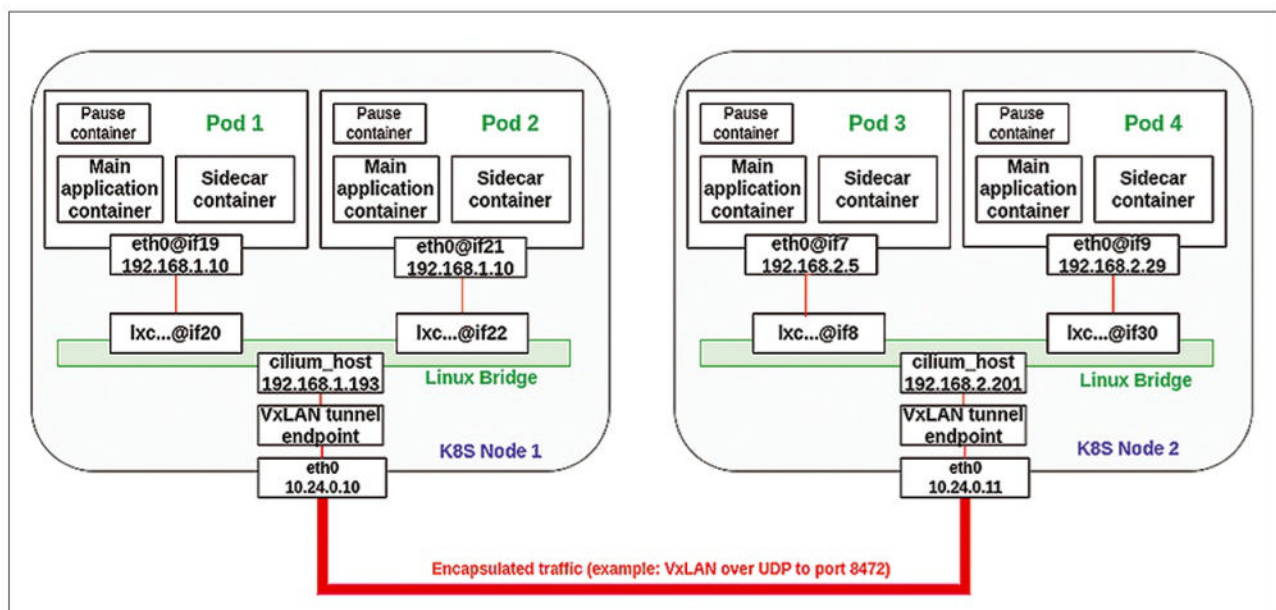 Pause
container
Pod 1
Main
application
container
Sidecar
container
eth0@if19
192.168.1.10
lxc...@if20
Pause
container
Pod 2
Main
application
container
Sidecar
container
eth0@if21
192.168.1.10
lxc...@if22
cilium_host
192.168.1.193
Linux Bridge
VxLAN tunnel
endpoint
K8S Node 1
eth0
10.24.0.10
Pause
container
Pod 3
Main
application
container
Sidecar
container
eth0@if7
192.168.2.5
lxc...@if8
Pause
container
Pod 4
Main
application
container
Sidecar
container
eth0@if9
192.168.2.29
lxc...@if30
cilium_host
192.168.2.201
Linux Bridge
VxLAN tunnel
endpoint
K8S Node 2
eth0
10.24.0.11
Encapsulated traffic (example: VxLAN over UDP to port 8472)